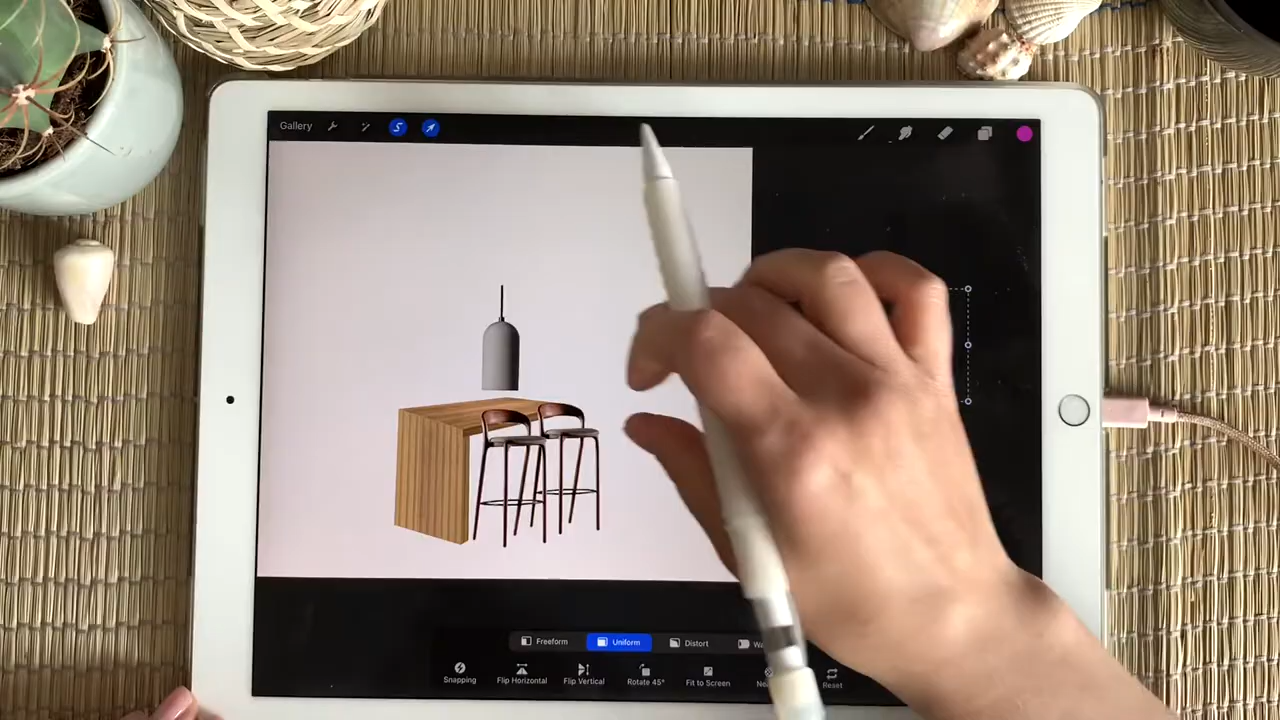 Gallery
Freeform
Uniform
Distort
Snapping
Flip Horizontal
Flip Vertical
Rotate 45°
Fit to Screen
Reset